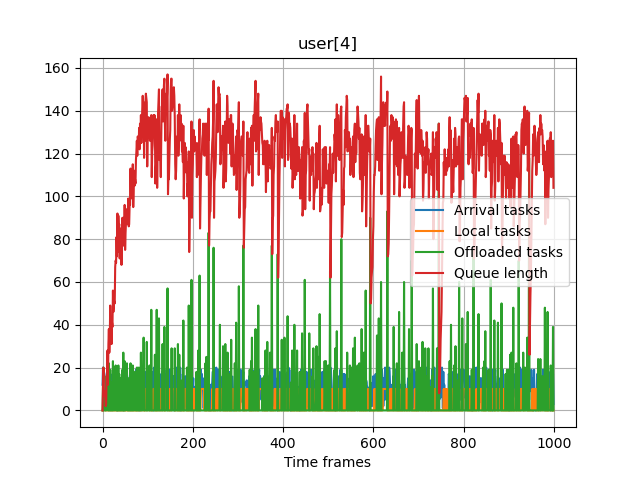 user[4]
160
140
120
100
80
60
40
20
0
Arrival tasks
Local tasks
Offloaded tasks
Queue length
0 200 400 600 800 1000
Time frames